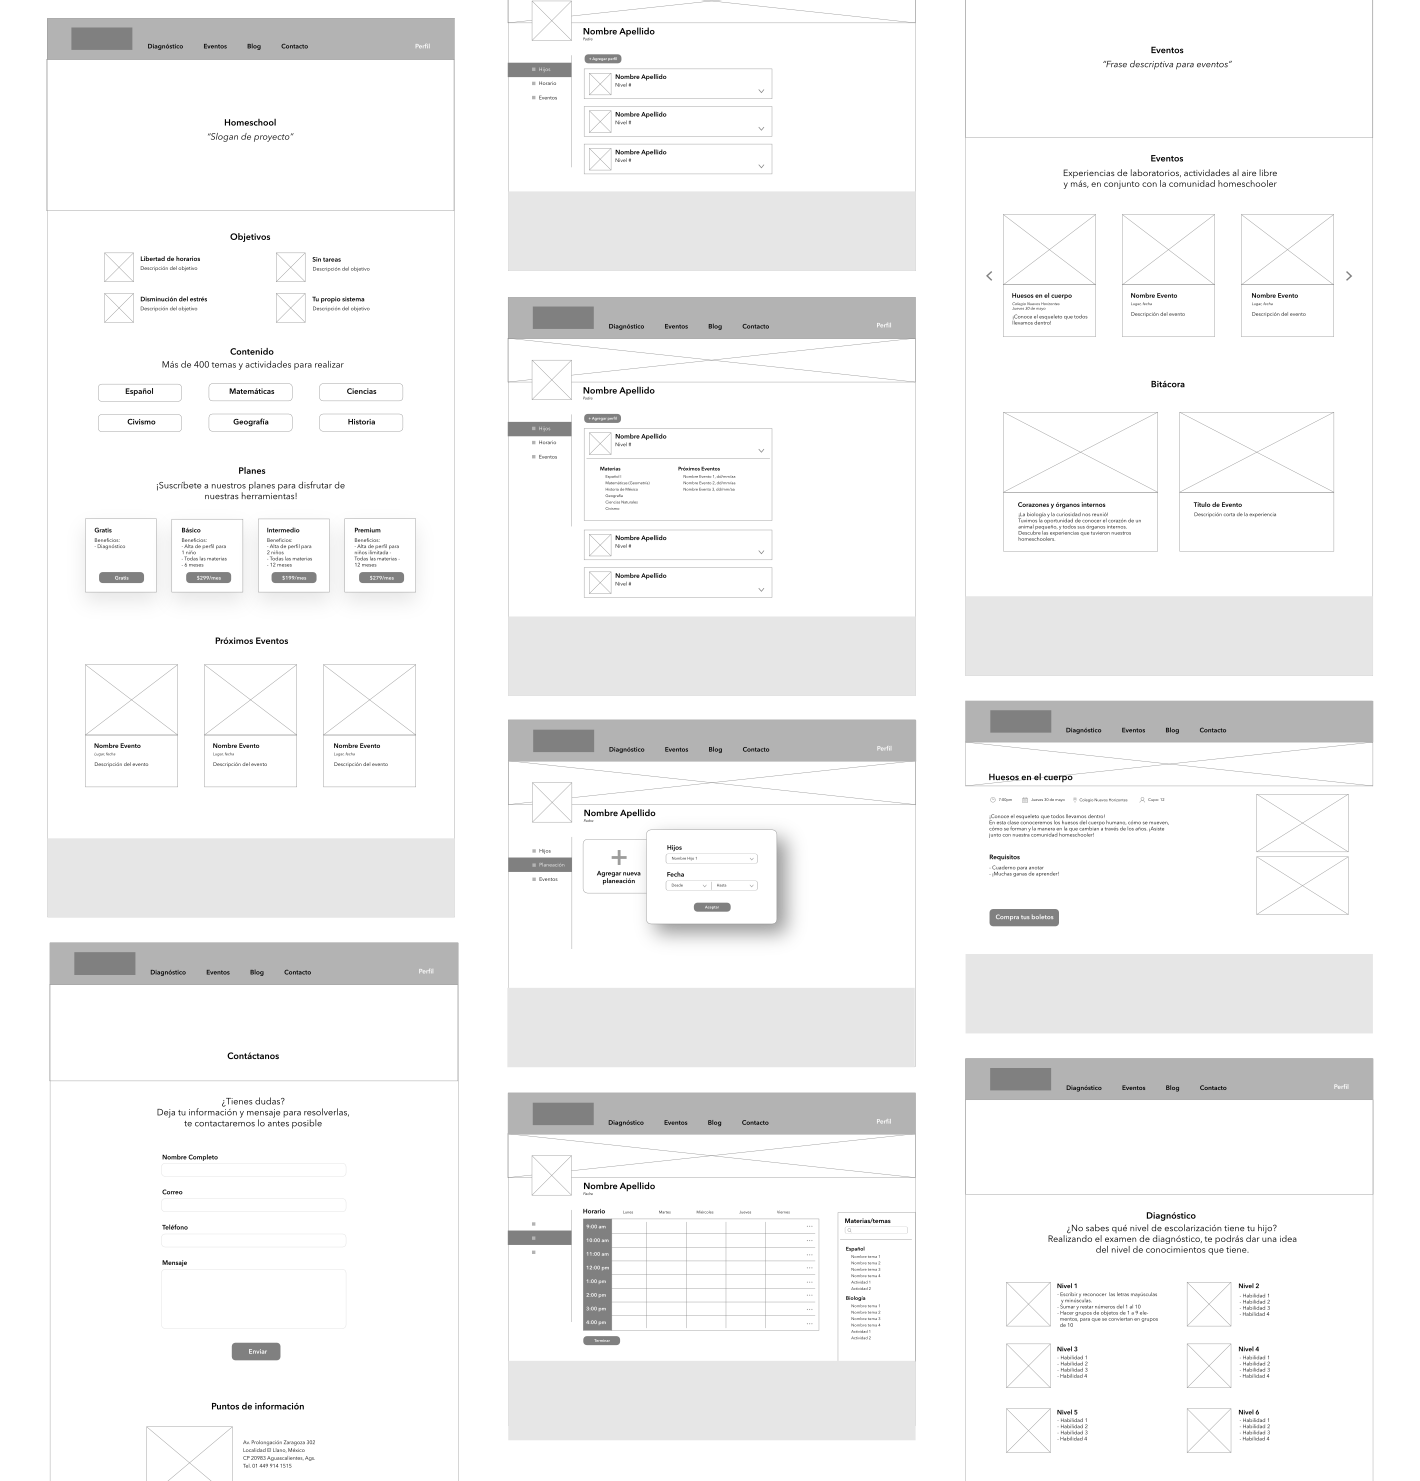 Diagnóstico Eventos Blog Contacto Perfil
Homeschool
“Slogan de proyecto”
Objetivos
Libertad de horarios
Descripción del objetivo
Sin tareas
Descripción del objetivo
Disminución del estrés
Descripción del objetivo
Tu propio sistema
Descripción del objetivo
Contenido
Más de 400 temas y actividades para realizar
Español Matemáticas Ciencias
Civismo Geografía Historia
Planes
¡Suscríbete a nuestros planes para disfrutar de
nuestras herramientas!
Gratis
Beneficios:
- Diagnóstico
Gratis
Básico
Beneficios:
- Alta de perfil para
1 niño
- Todas las materias
- 6 meses
$299/mes
Intermedio
Beneficios:
- Alta de perfil para
2 niños
- Todas las materias
- 12 meses
$199/mes
Premium
Beneficios:
- Alta de perfil para
niños ilimitada -
Todas las materias -
12 meses
$279/mes
Próximos Eventos
Nombre Evento
Lugar, fecha
Descripción del evento
Nombre Evento
Lugar, fecha
Descripción del evento
Nombre Evento
Lugar, fecha
Descripción del evento
Diagnóstico Eventos Blog Contacto Perfil
Contáctanos
¿Tienes dudas?
Deja tu información y mensaje para resolverlas,
te contactaremos lo antes posible
Nombre Completo
Correo
Teléfono
Mensaje
Enviar
Puntos de información
Av. Prolongación Zaragoza 302
Localidad El Llano, México
CP 20983 Aguascalientes, Ags.
Tel. 01 449 914 1515
Nombre Apellido
Padre
Hijos
Horario
Eventos
+ Agregar perfil
Nombre Apellido
Nivel #
Nombre Apellido
Nivel #
Nombre Apellido
Nivel #
Diagnóstico Eventos Blog Contacto Perfil
Nombre Apellido
Padre
Hijos
Horario
Eventos
+ Agregar perfil
Nombre Apellido
Nivel #
Materias
Español I
Matemáticas (Geometría)
Historia de México
Geografía
Ciencias Naturales
Civismo
Próximos Eventos
Nombre Evento 1, dd/mm/aa
Nombre Evento 2, dd/mm/aa
Nombre Evento 3, dd/mm/aa
Nombre Apellido
Nivel #
Nombre Apellido
Nivel #
Diagnóstico Eventos Blog Contacto Perfil
Nombre Apellido
Padre
Hijos
Planeación
Eventos
Agregar nueva
planeación
Hijos
Nombre Hijo 1
Fecha
Desde Hasta
Aceptar
Diagnóstico Eventos Blog Contacto Perfil
Nombre Apellido
Padre
Horario Lunes Martes Miércoles Jueves Viernes
9:00 am
10:00 am
11:00 am
12:00 pm
1:00 pm
2:00 pm
3:00 pm
4:00 pm
Terminar
Materias/temas
Español
Nombre tema 1
Nombre tema 2
Nombre tema 3
Nombre tema 4
Actividad 1
Actividad 2
Biología
Nombre tema 1
Nombre tema 2
Nombre tema 3
Nombre tema 4
Actividad 1
Actividad 2
Eventos
“Frase descriptiva para eventos”
Eventos
Experiencias de laboratorios, actividades al aire libre
y más, en conjunto con la comunidad homeschooler
Huesos en el cuerpo
Colegio Nuevos Horizontes
Jueves 30 de mayo
¡Conoce el esqueleto que todos
llevamos dentro!
Nombre Evento
Lugar, fecha
Descripción del evento
Nombre Evento
Lugar, fecha
Descripción del evento
Bitácora
Corazones y órganos internos
¡La biología y la curiosidad nos reunió!
Tuvimos la oportunidad de conocer el corazón de un
animal pequeño, y todos sus órganos internos.
Descubre las experiencias que tuvieron nuestros
homeschoolers.
Título de Evento
Descripción corta de la experiencia
Diagnóstico Eventos Blog Contacto
Huesos en el cuerpo
7:00pm Jueves 30 de mayo Colegio Nuevos Horizontes Cupo: 12
¡Conoce el esqueleto que todos llevamos dentro!
En esta clase conoceremos los huesos del cuerpo humano, cómo se mueven,
cómo se forman y la manera en la que cambian a través de los años. ¡Asiste
junto con nuestra comunidad homeschooler!
Requisitos
- Cuaderno para anotar
- ¡Muchas ganas de aprender!
Compra tus boletos
Diagnóstico Eventos Blog Contacto Perfil
Diagnóstico
¿No sabes qué nivel de escolarización tiene tu hijo?
Realizando el examen de diagnóstico, te podrás dar una idea
del nivel de conocimientos que tiene.
Nivel 1
- Escribir y reconocer las letras mayúsculas
y minúsculas.
- Sumar y restar números del 1 al 10
- Hacer grupos de objetos de 1 a 9 ele-
mentos, para que se conviertan en grupos
de 10
Nivel 2
- Habilidad 1
- Habilidad 2
- Habilidad 3
- Habilidad 4
Nivel 3
- Habilidad 1
- Habilidad 2
- Habilidad 3
- Habilidad 4
Nivel 4
- Habilidad 1
- Habilidad 2
- Habilidad 3
- Habilidad 4
Nivel 5
- Habilidad 1
- Habilidad 2
- Habilidad 3
- Habilidad 4
Nivel 6
- Habilidad 1
- Habilidad 2
- Habilidad 3
- Habilidad 4